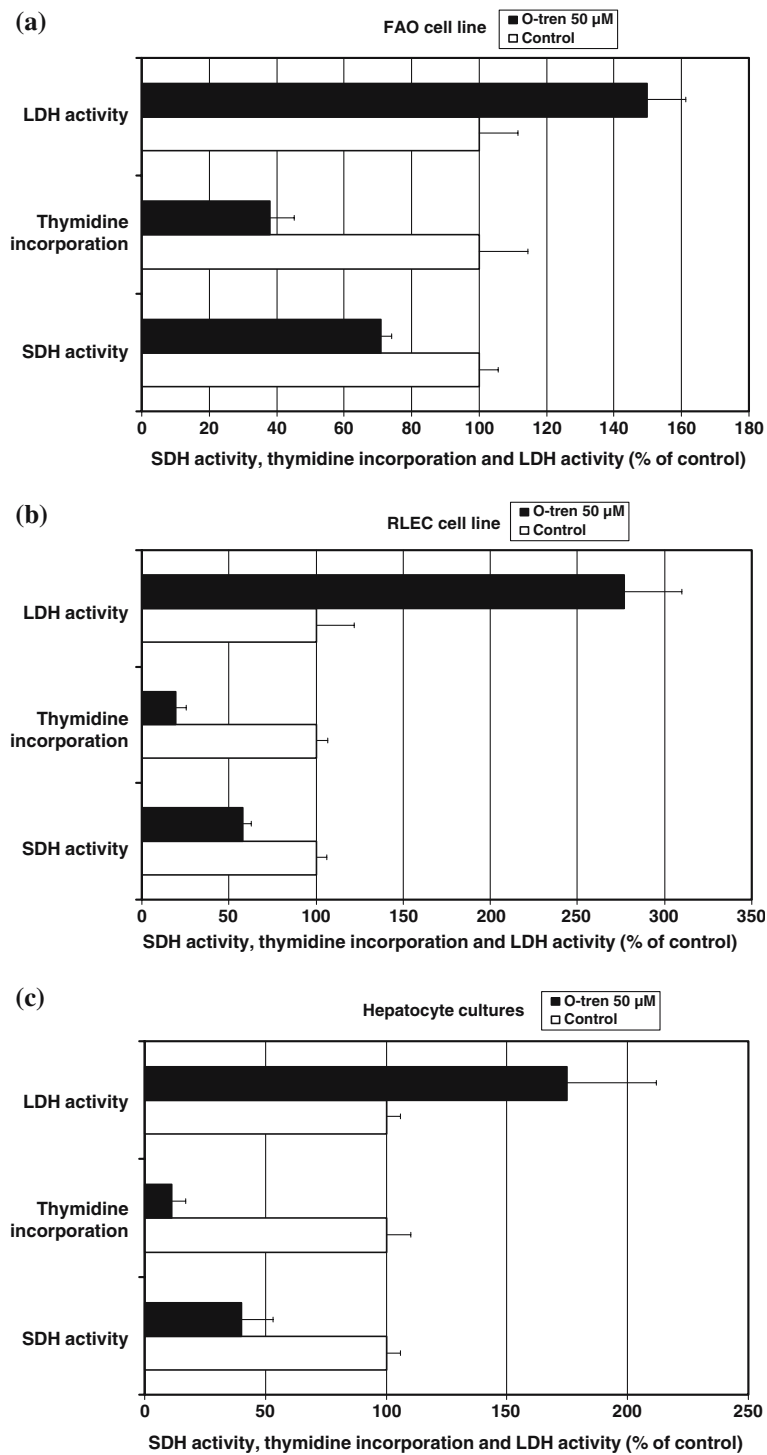 (a)
FAO cell line
O-tren 50 µM
Control
LDH activity
Thymidine
incorporation
SDH activity
0 20 40 60 80 100 120 140 160 180
SDH activity, thymidine incorporation and LDH activity (% of control)
(b)
RLEC cell line
O-tren 50 µM
Control
LDH activity
Thymidine
incorporation
SDH activity
0 50 100 150 200 250 300 350
SDH activity, thymidine incorporation and LDH activity (% of control)
(c)
Hepatocyte cultures
O-tren 50 µM
Control
LDH activity
Thymidine
incorporation
SDH activity
0 50 100 150 200 250
SDH activity, thymidine incorporation and LDH activity (% of control)